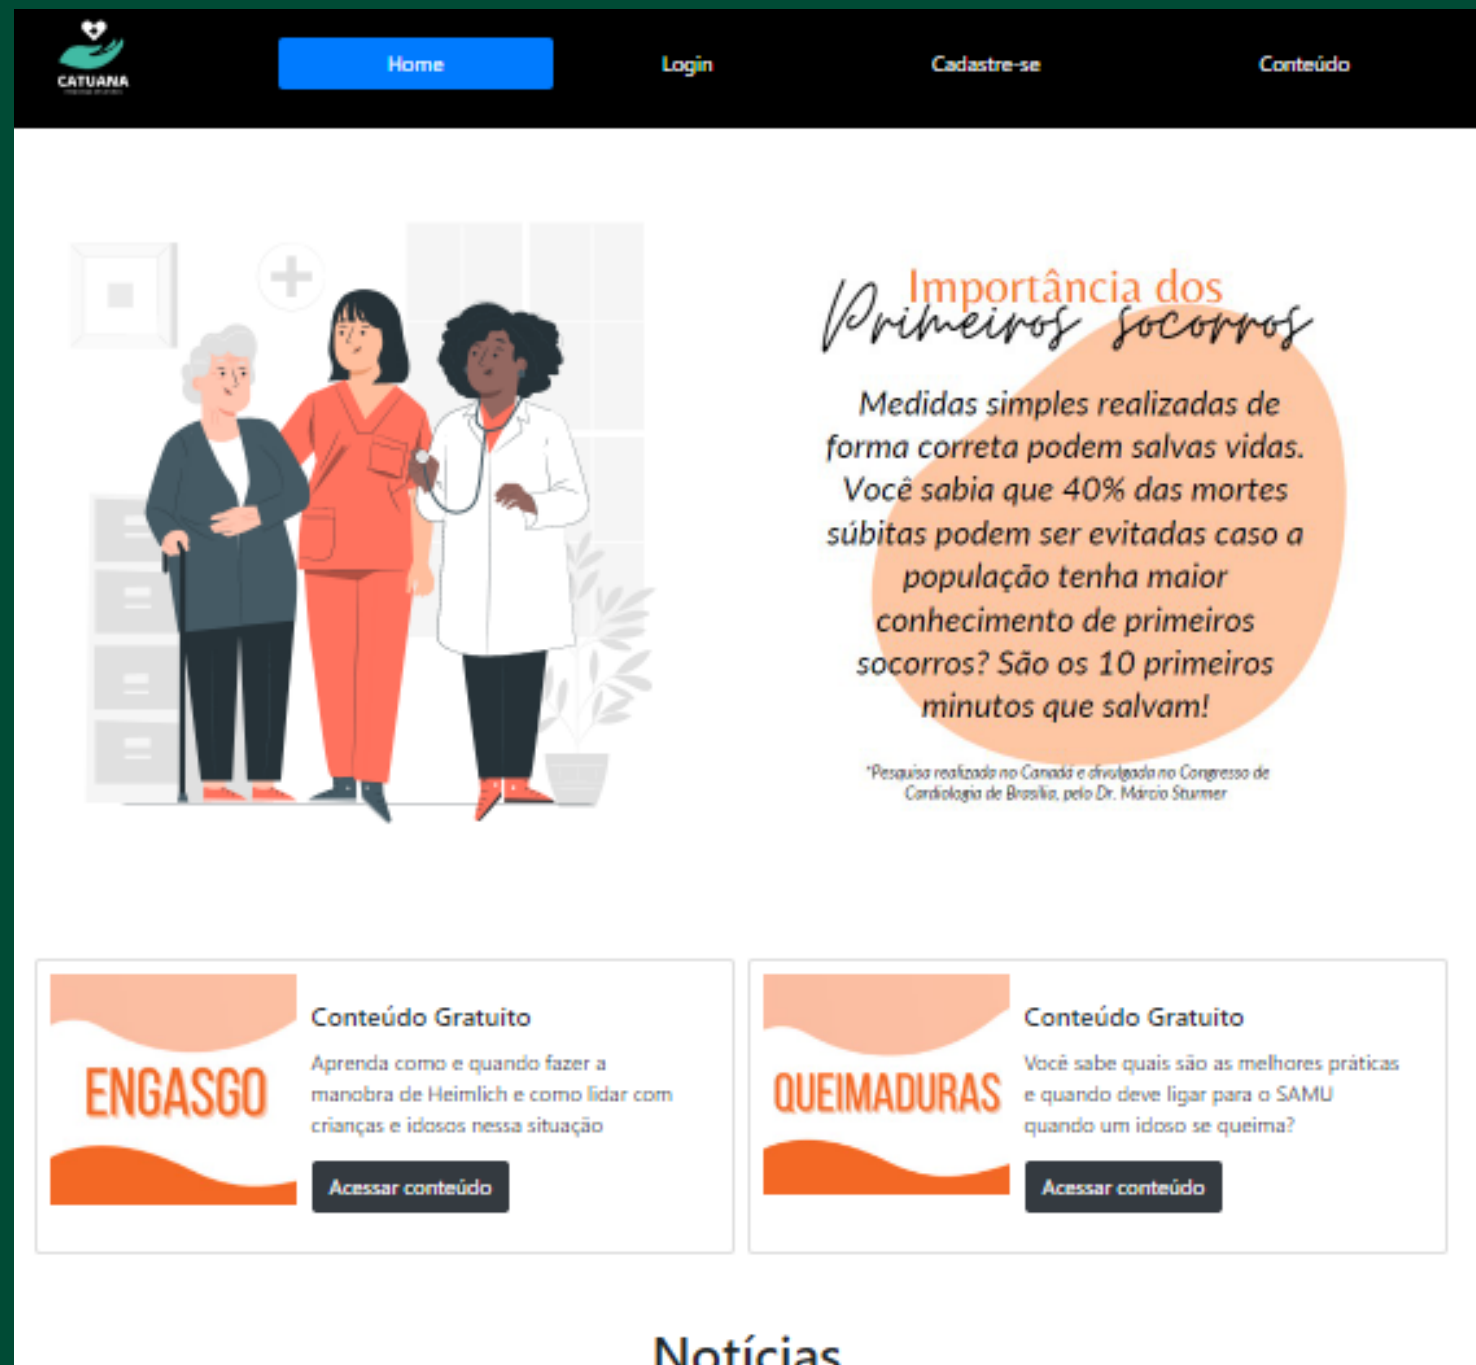 CATUANA
Home
Login
Cadastre-se
Conteúdo
Importância dos
Primeiros socorros
Medidas simples realizadas de
forma correta podem salvas vidas.
Você sabia que 40% das mortes
súbitas podem ser evitadas caso a
população tenha maior
conhecimento de primeiros
socorros? São os 10 primeiros
minutos que salvam!
*Pesquisa realizada no Canadá e divulgada no Congresso de
Cardiologia de Brasília, pelo Dr. Márcio Sturmer
ENGASGO
Conteúdo Gratuito
Aprenda como e quando fazer a
manobra de Heimlich e como lidar com
crianças e idosos nessa situação
Acessar conteúdo
QUEIMADURAS
Conteúdo Gratuito
Você sabe quais são as melhores práticas
e quando deve ligar para o SAMU
quando um idoso se queima?
Acessar conteúdo
Notícias